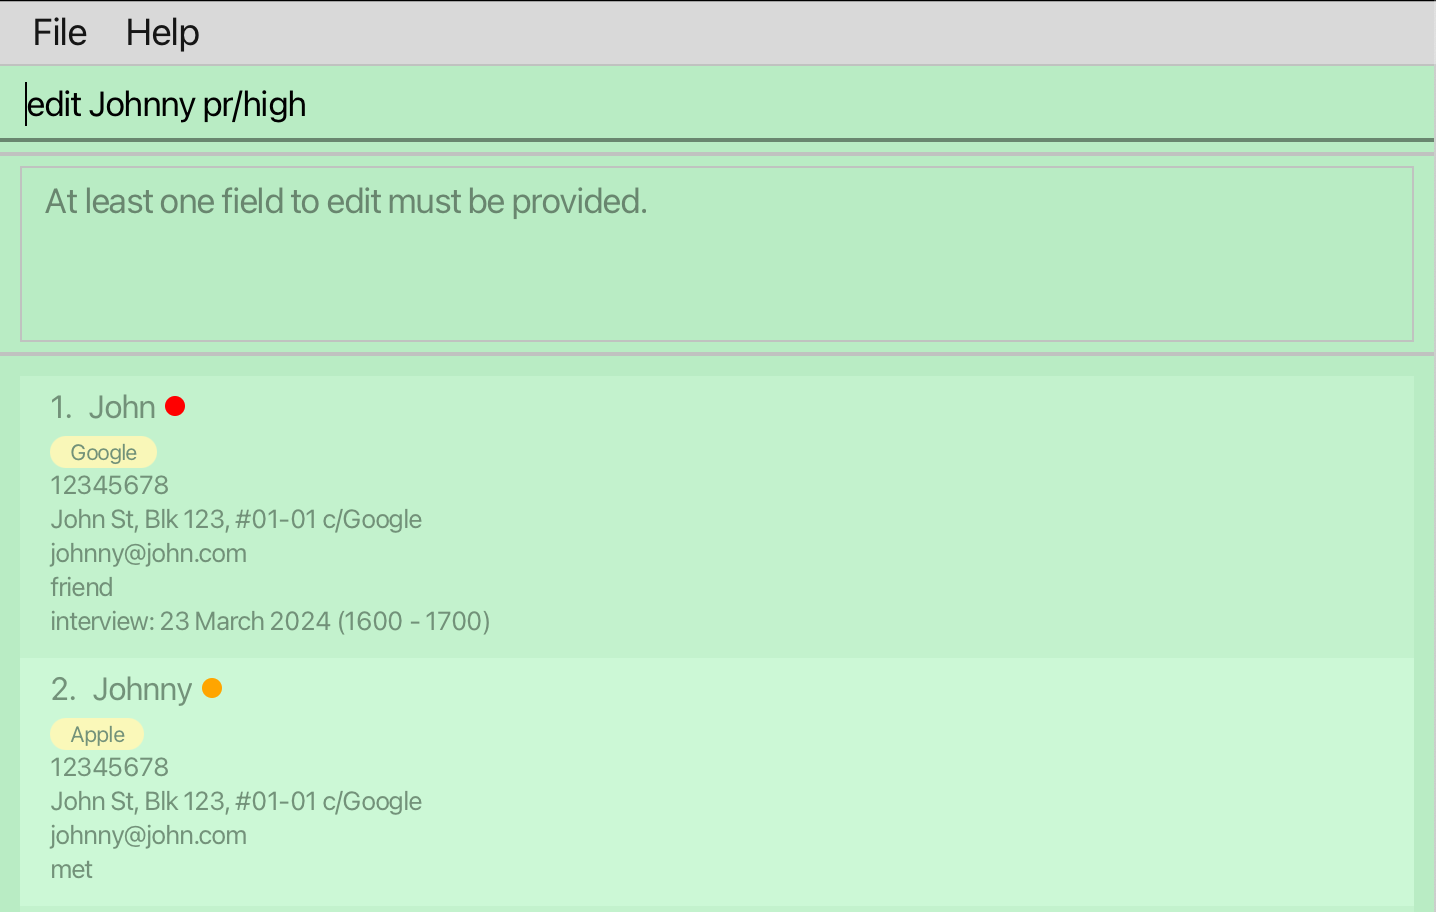 File Help
edit Johnny pr/high
At least one field to edit must be provided.
1. John
Google
12345678
John St, Blk 123, #01-01 c/Google
johnny@john.com
friend
interview: 23 March 2024 (1600 - 1700)
2. Johnny
Apple
12345678
John St, Blk 123, #01-01 c/Google
johnny@john.com
met